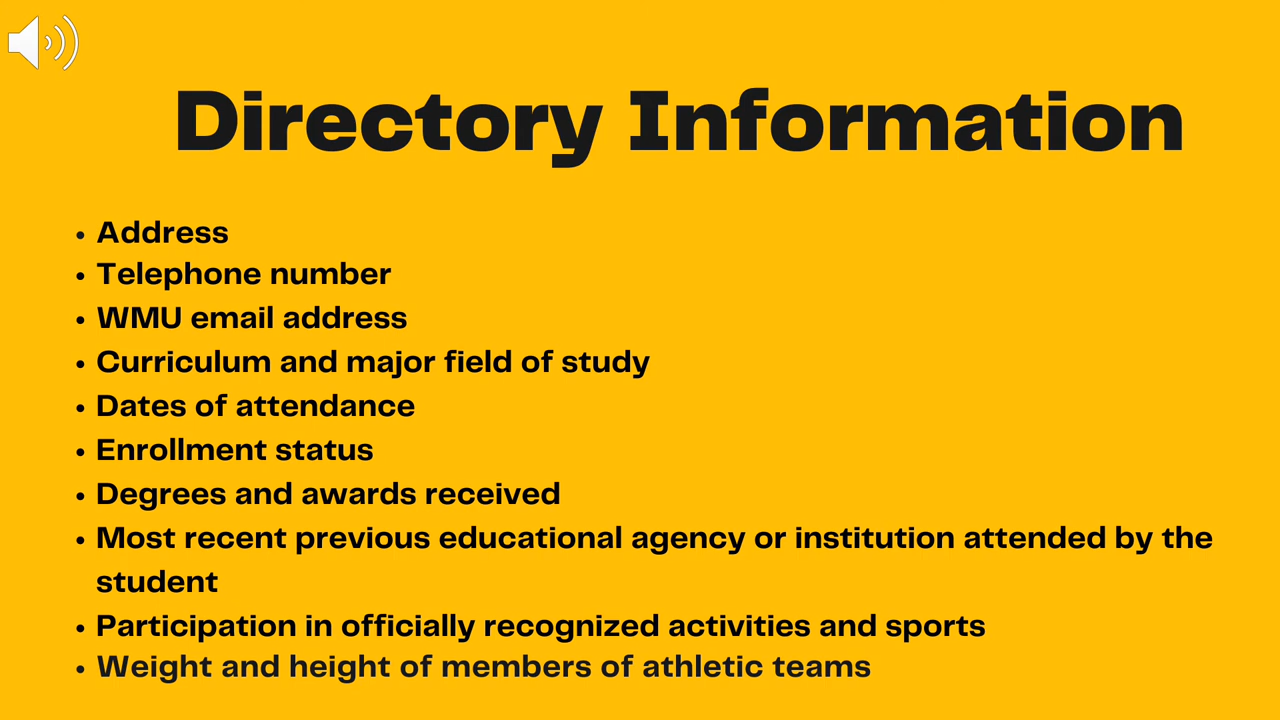 Directory Information
• Address
• Telephone number
• WMU email address
• Curriculum and major field of study
• Dates of attendance
• Enrollment status
• Degrees and awards received
• Most recent previous educational agency or institution attended by the
student
• Participation in officially recognized activities and sports
• Weight and height of members of athletic teams